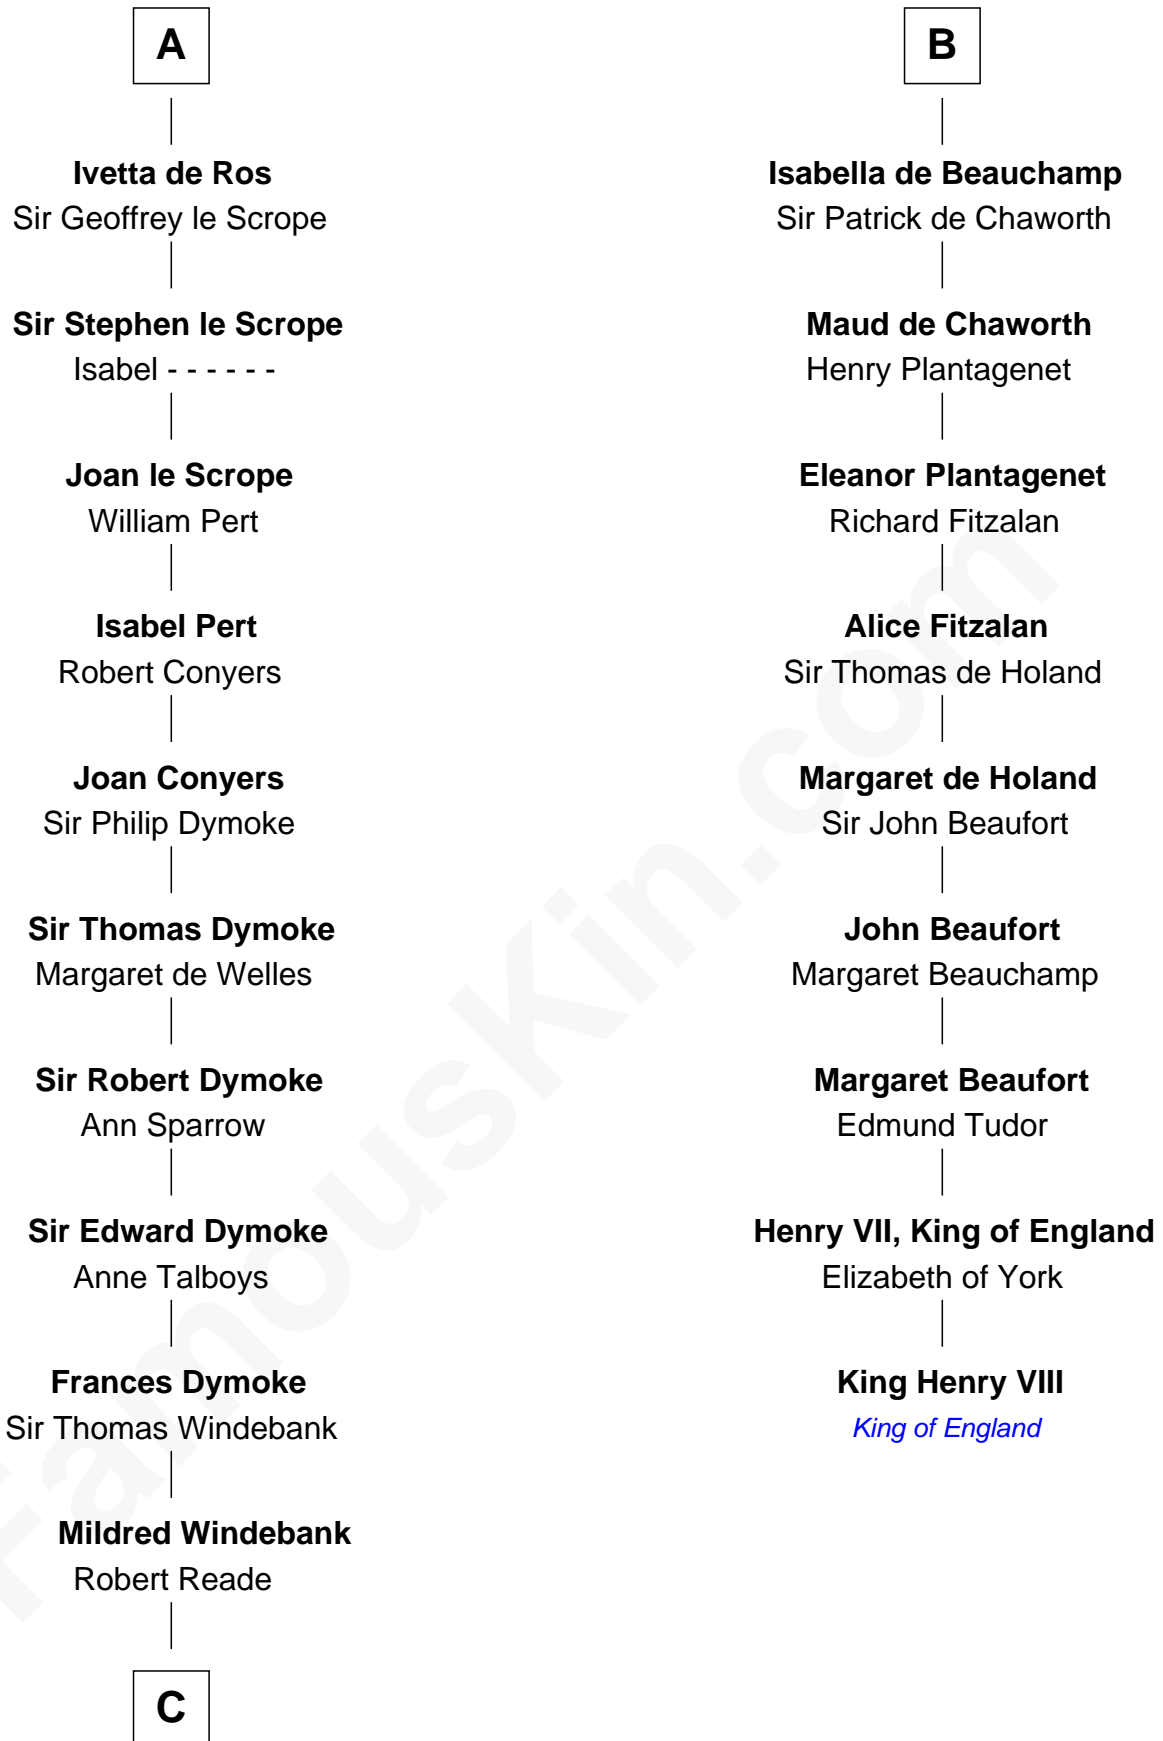 A
Ivetta de Ros
Sir Geoffrey le Scrope
Sir Stephen le Scrope
Isabel - - - - - -
Joan le Scrope
William Pert
Isabel Pert
Robert Conyers
Joan Conyers
Sir Philip Dymoke
Sir Thomas Dymoke
Margaret de Welles
Sir Robert Dymoke
Ann Sparrow
Sir Edward Dymoke
Anne Talboys
Frances Dymoke
Sir Thomas Windebank
Mildred Windebank
Robert Reade
C
B
Isabella de Beauchamp
Sir Patrick de Chaworth
Maud de Chaworth
Henry Plantagenet
Eleanor Plantagenet
Richard Fitzalan
Alice Fitzalan
Sir Thomas de Holand
Margaret de Holand
Sir John Beaufort
John Beaufort
Margaret Beauchamp
Margaret Beaufort
Edmund Tudor
Henry VII, King of England
Elizabeth of York
King Henry VIII
King of England
FamousKin.com